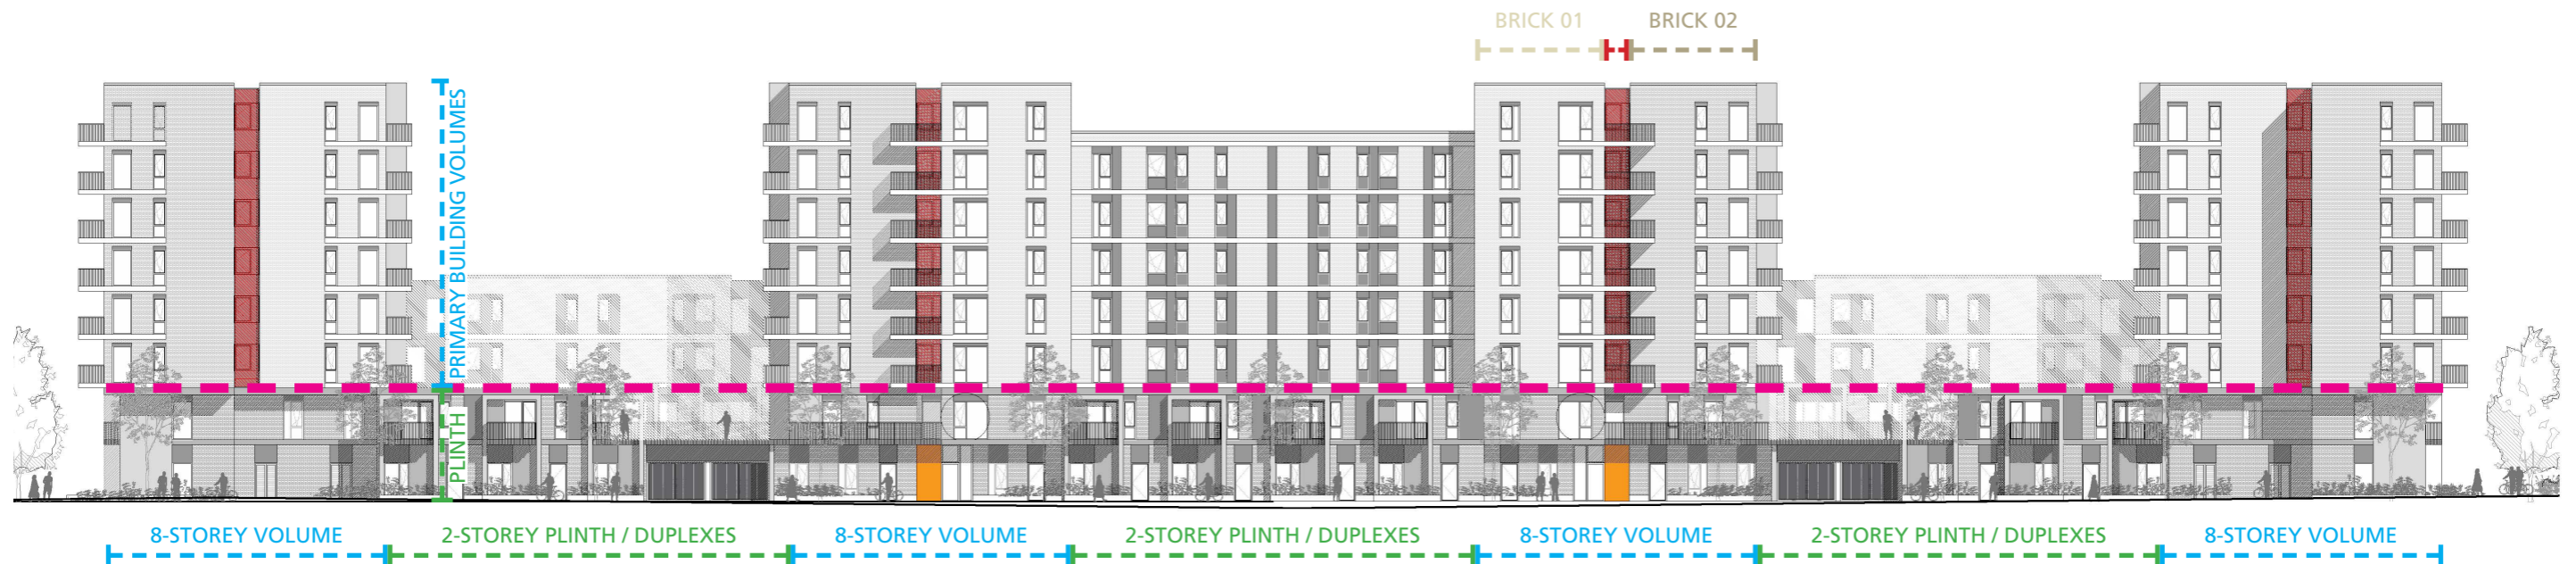 BRICK 01
BRICK 02
PRIMARY BUILDING VOLUMES
PLINTH
8-STOREY VOLUME
2-STOREY PLINTH / DUPLEXES
8-STOREY VOLUME
2-STOREY PLINTH / DUPLEXES
8-STOREY VOLUME
2-STOREY PLINTH / DUPLEXES
8-STOREY VOLUME